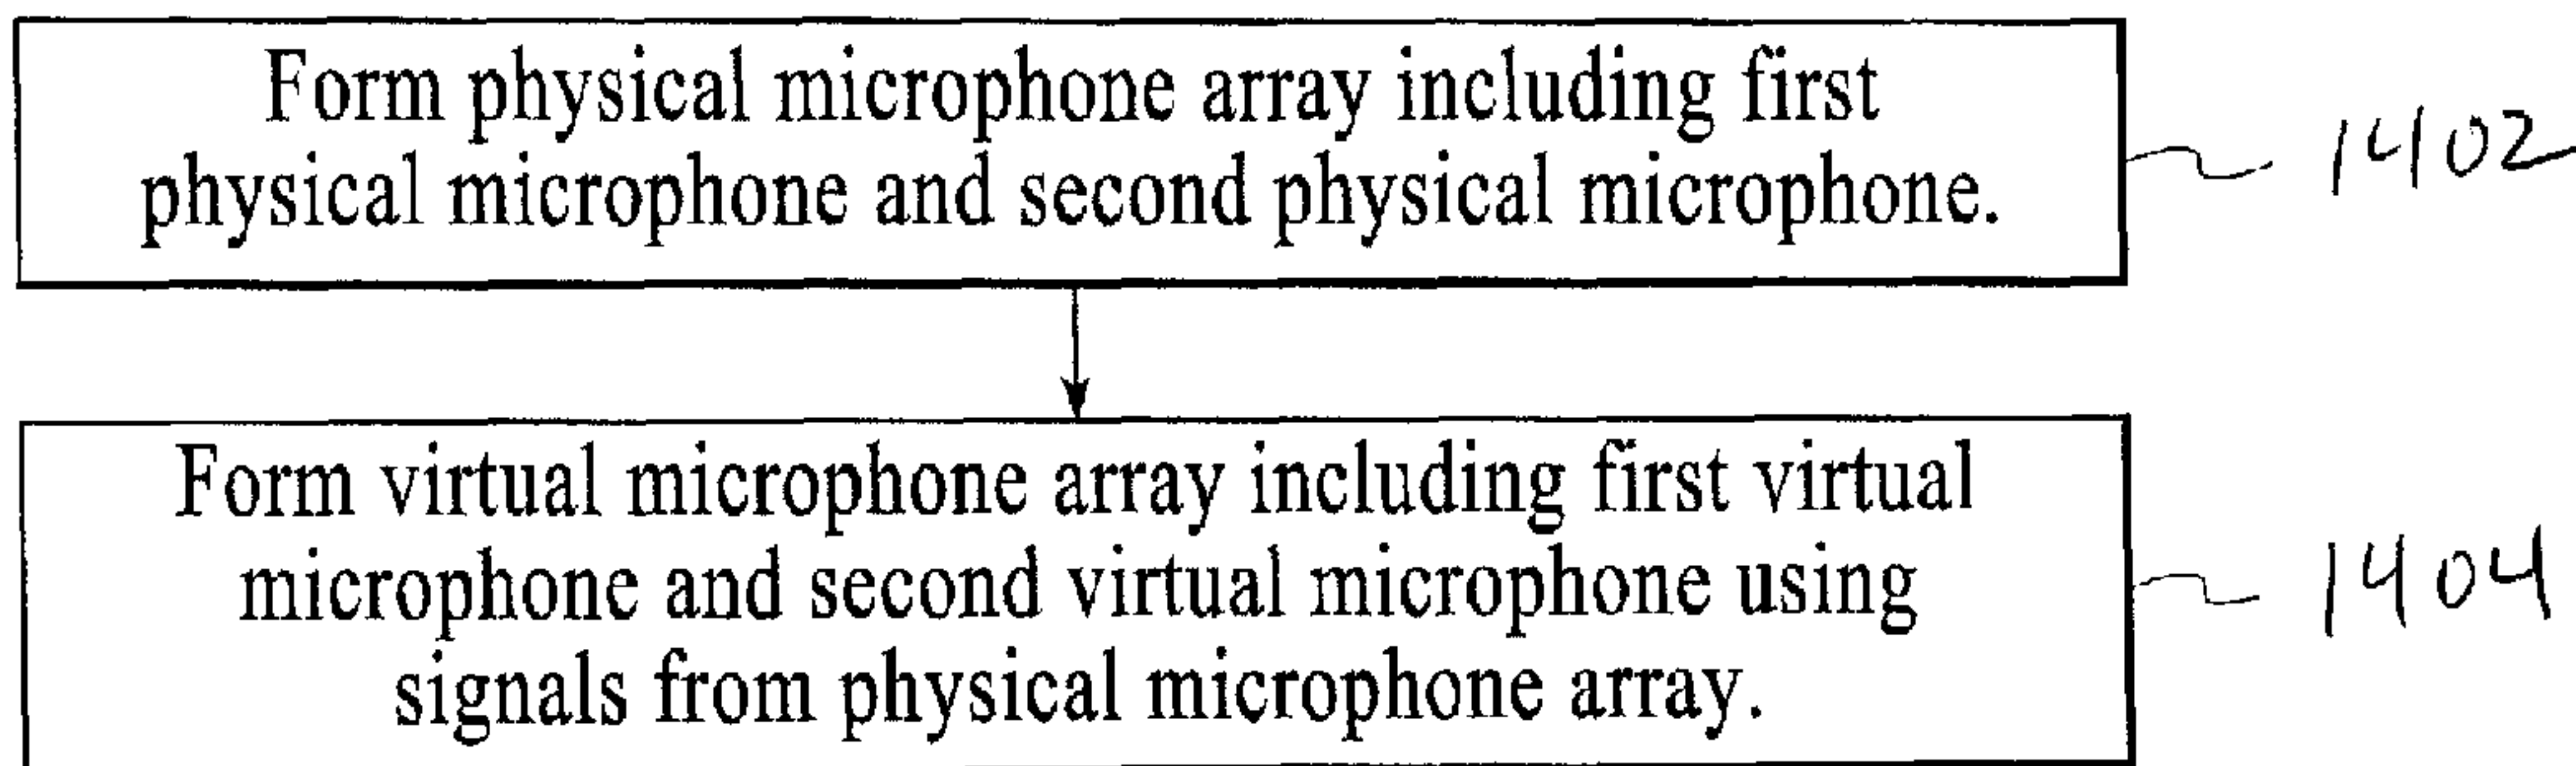 Form physical microphone array including first
physical microphone and second physical microphone.
1402
Form virtual microphone array including first virtual
microphone and second virtual microphone using
signals from physical microphone array.
1404